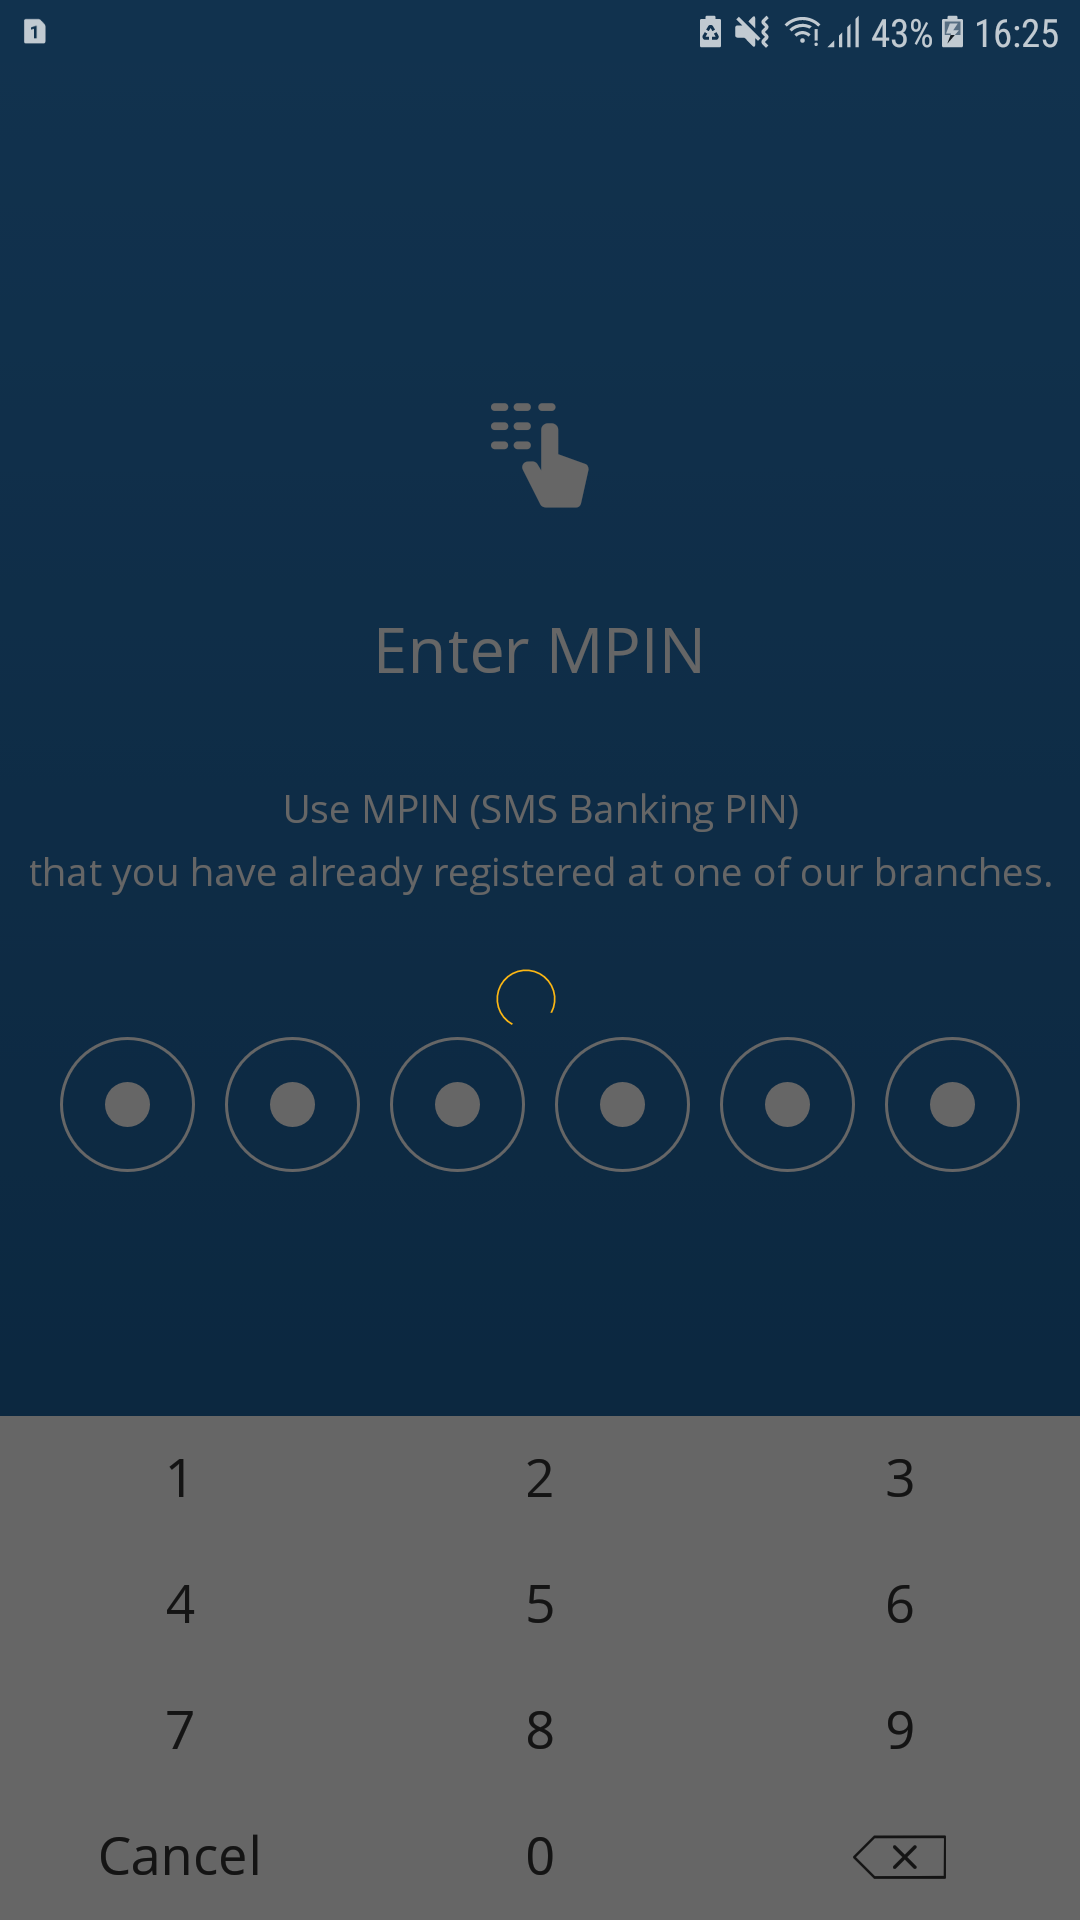 1
43% 16:25
Enter MPIN
Use MPIN (SMS Banking PIN)
that you have already registered at one of our branches.
1 2 3
4 5 6
7 8 9
Cancel 0